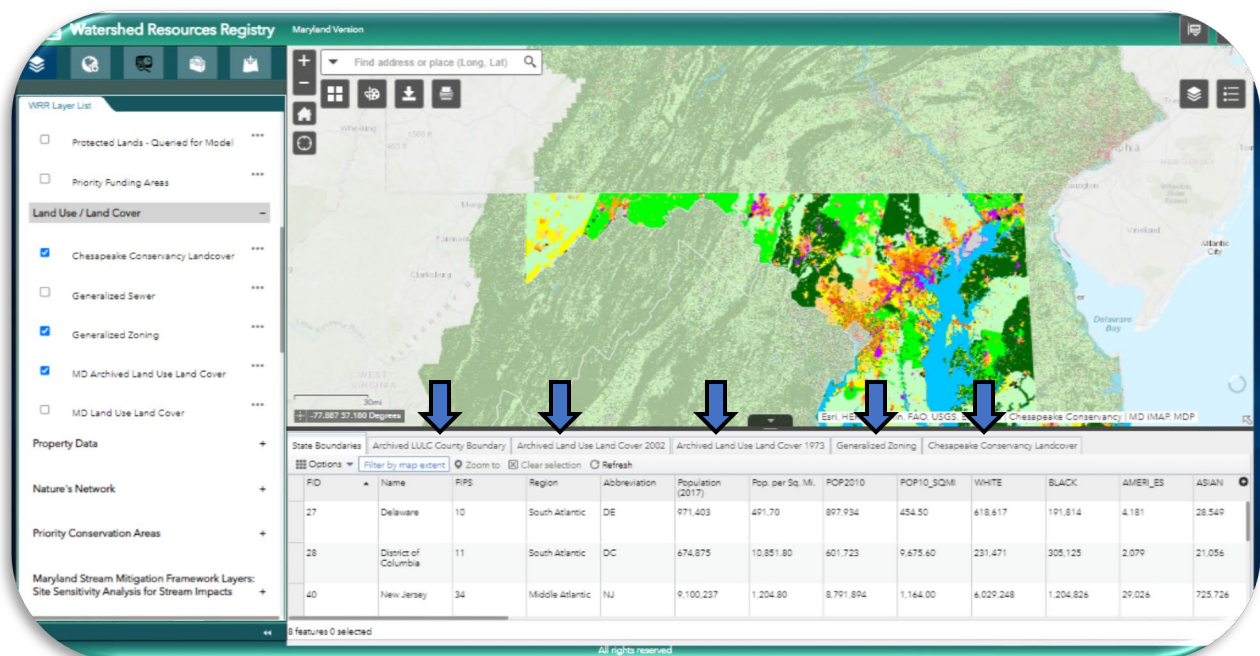 Watershed Resources Registry
Maryland Version
Find address or place (Long, Lat)
WRR Layer List
Protected Lands - Queried for Model
Priority Funding Areas
Land Use / Land Cover
Chesapeake Conservancy Landcover
Generalized Sewer
Generalized Zoning
MD Archived Land Use Land Cover
MD Land Use Land Cover
Property Data
Nature's Network
Priority Conservation Areas
Maryland Stream Mitigation Framework Layers:
Site Sensitivity Analysis for Stream Impacts
Wheeling
Clarksburg
WEST
VIRGINIA
Vineland
Atlantic
City
Delaware
Bay
30mi
-77.887 37.180 Degrees
Esri, FAO, USGS, Chesapeake Conservancy | MD iMAP, MDP
State Boundaries Archived LULC County Boundary Archived Land Use Land Cover 2002 Archived Land Use Land Cover 1973 Generalized Zoning Chesapeake Conservancy Landcover
Options Filter by map extent Zoom to Clear selection Refresh
FID Name FIPS Region Abbreviation Population (2017) Pop. per Sq. Mi. POP2010 POP10_SQMI WHITE BLACK AMERI_ES ASIAN
27 Delaware 10 South Atlantic DE 971,403 491.70 897,934 454.50 618,617 191,814 4,181 28,549
28 District of Columbia 11 South Atlantic DC 674,875 10,851.80 601,723 9,675.60 231,471 305,125 2,079 21,056
40 New Jersey 34 Middle Atlantic NJ 9,100,237 1,204.80 8,791,894 1,164.00 6,029,248 1,204,826 29,026 725,726
8 features 0 selected
All rights reserved